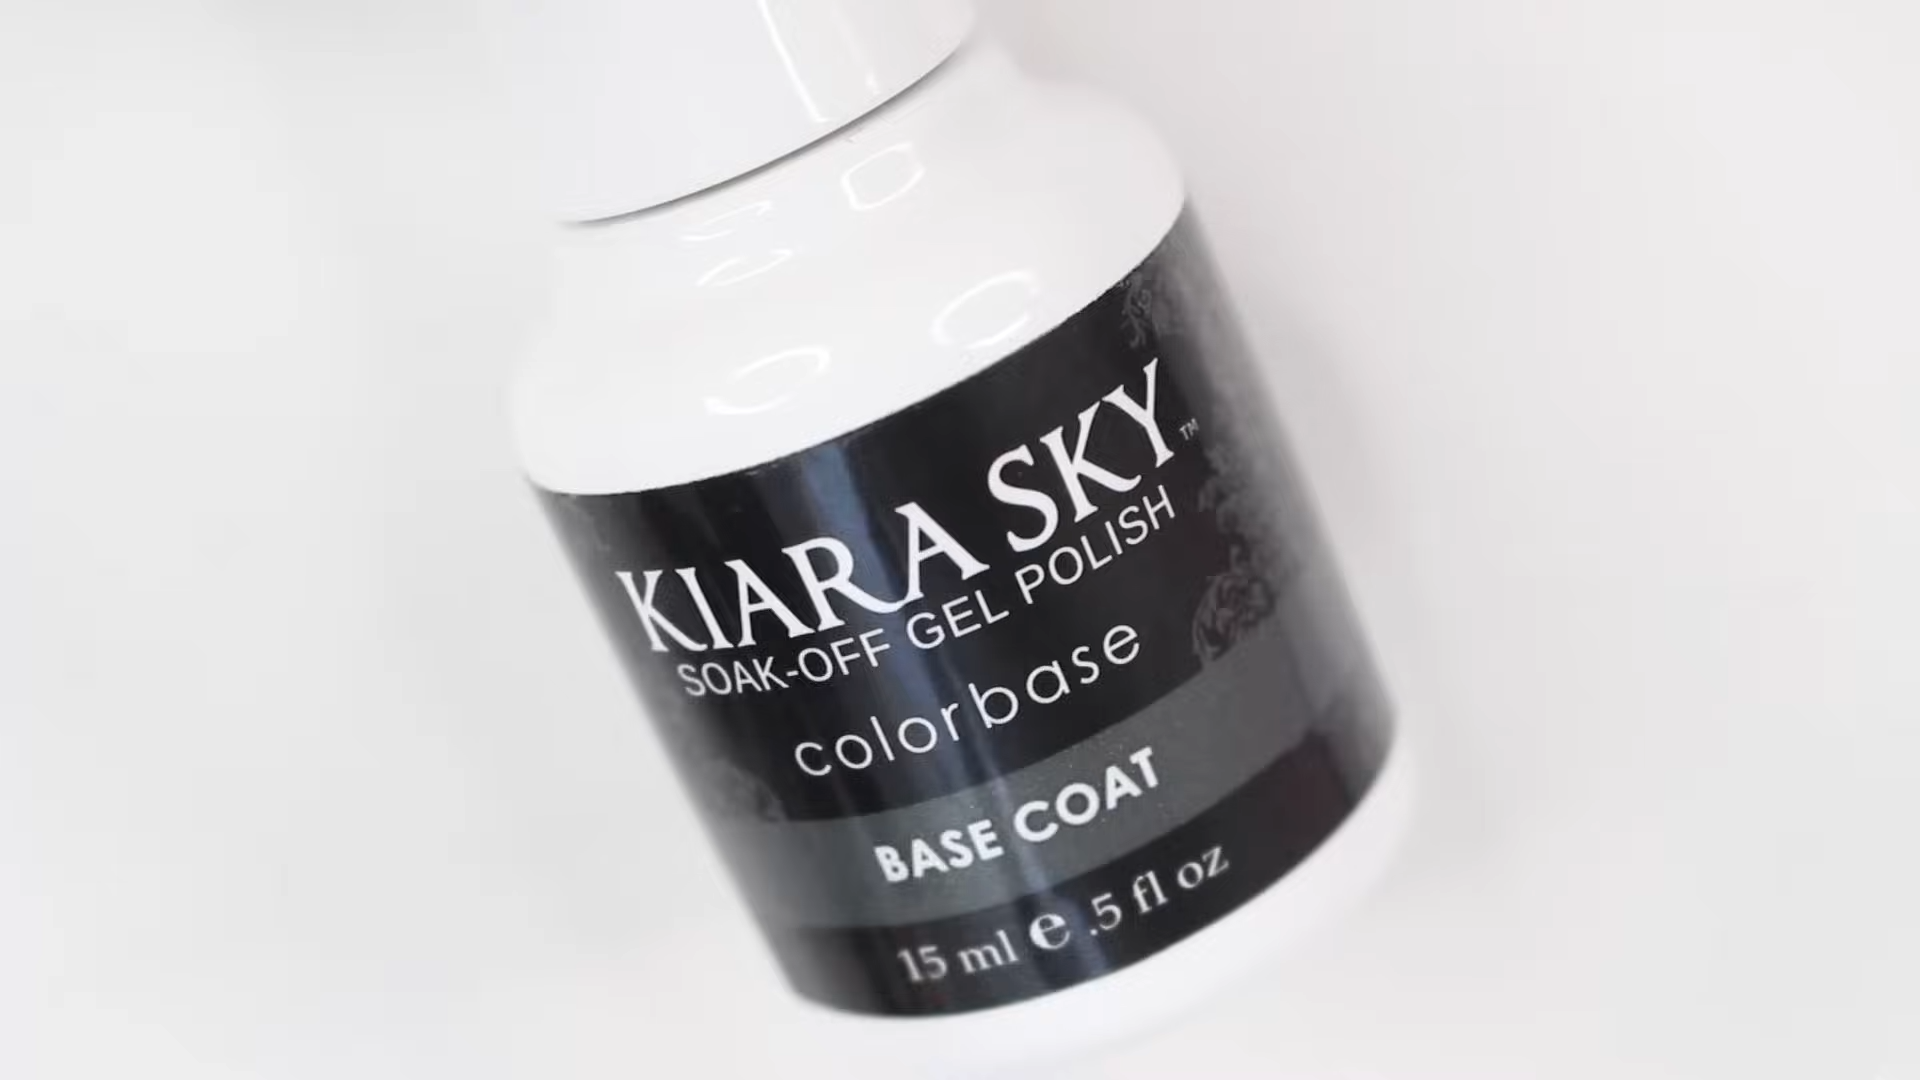 KIARA SKY™
SOAK-OFF GEL POLISH
colorbase
BASE COAT
15 ml e .5 fl oz